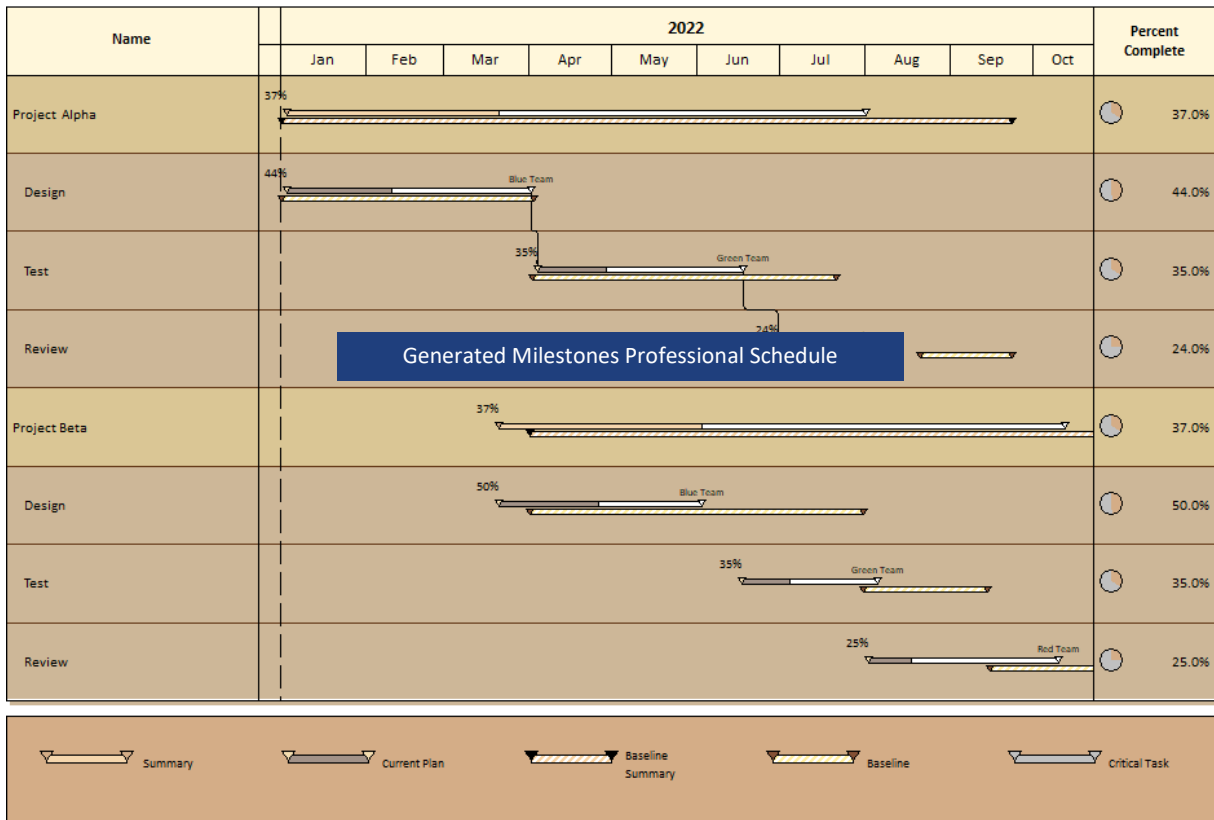 Name
2022
Percent
Complete
Jan Feb Mar Apr May Jun Jul Aug Sep Oct
37%
Project Alpha
37.0%
44%
Blue Team
Design
44.0%
35%
Green Team
Test
35.0%
24%
Review
24.0%
Generated Milestones Professional Schedule
37%
Project Beta
37.0%
50%
Blue Team
Design
50.0%
35%
Green Team
Test
35.0%
25%
Red Team
Review
25.0%
Summary
Current Plan
Baseline
Summary
Baseline
Critical Task